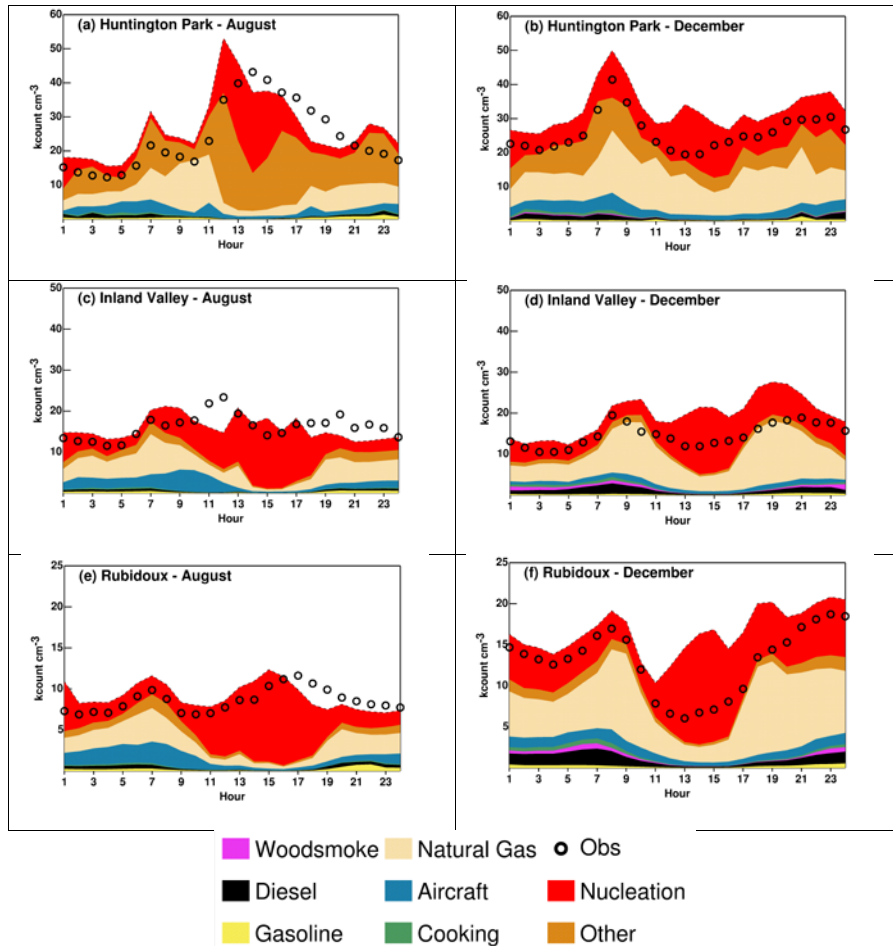 (a) Huntington Park - August
60
50
40
30
20
10
kcount cm-3
1 3 5 7 9 11 13 15 17 19 21 23
Hour
(b) Huntington Park - December
60
50
40
30
20
10
kcount cm-3
1 3 5 7 9 11 13 15 17 19 21 23
Hour
(c) Inland Valley - August
50
40
30
20
10
kcount cm-3
1 3 5 7 9 11 13 15 17 19 21 23
Hour
(d) Inland Valley - December
50
40
30
20
10
kcount cm-3
1 3 5 7 9 11 13 15 17 19 21 23
Hour
(e) Rubidoux - August
25
20
15
10
5
kcount cm-3
1 3 5 7 9 11 13 15 17 19 21 23
Hour
(f) Rubidoux - December
25
20
15
10
5
kcount cm-3
1 3 5 7 9 11 13 15 17 19 21 23
Hour
Woodsmoke Natural Gas Obs
Diesel Aircraft Nucleation
Gasoline Cooking Other